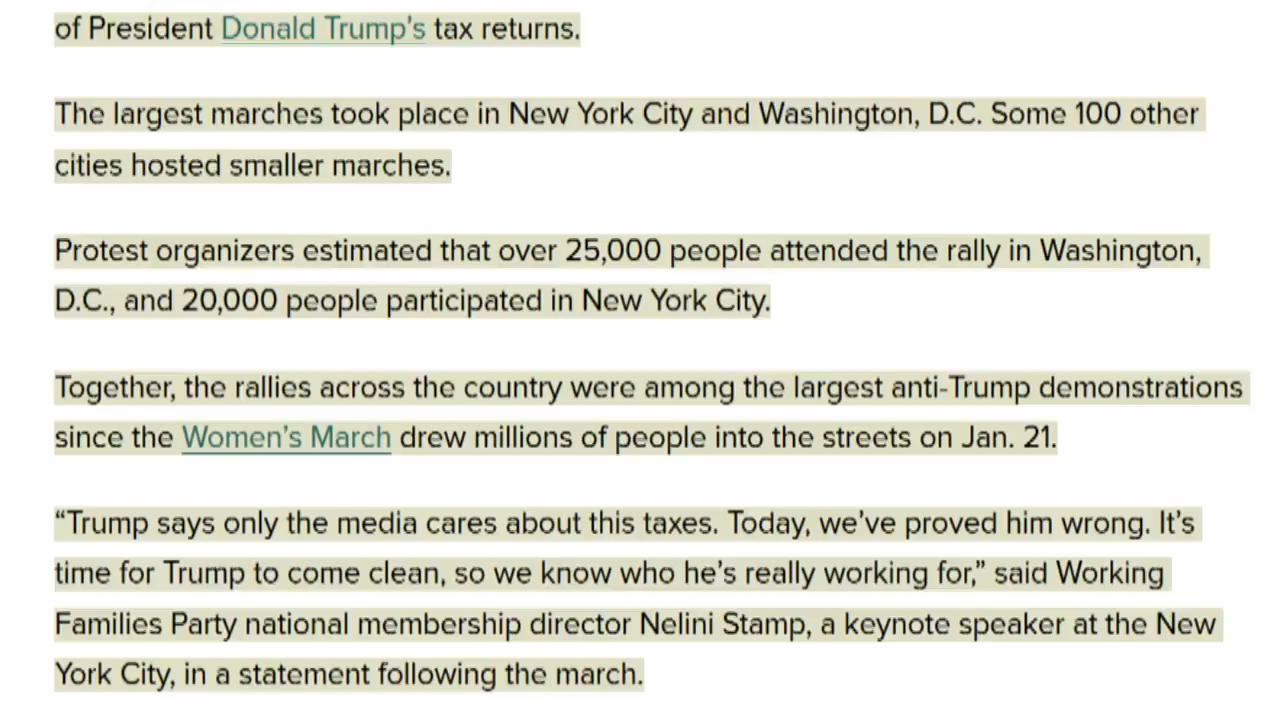 of President Donald Trump’s tax returns.
The largest marches took place in New York City and Washington, D.C. Some 100 other
cities hosted smaller marches.
Protest organizers estimated that over 25,000 people attended the rally in Washington,
D.C., and 20,000 people participated in New York City.
Together, the rallies across the country were among the largest anti-Trump demonstrations
since the Women’s March drew millions of people into the streets on Jan. 21.
“Trump says only the media cares about this taxes. Today, we’ve proved him wrong. It’s
time for Trump to come clean, so we know who he’s really working for,” said Working
Families Party national membership director Nelini Stamp, a keynote speaker at the New
York City, in a statement following the march.